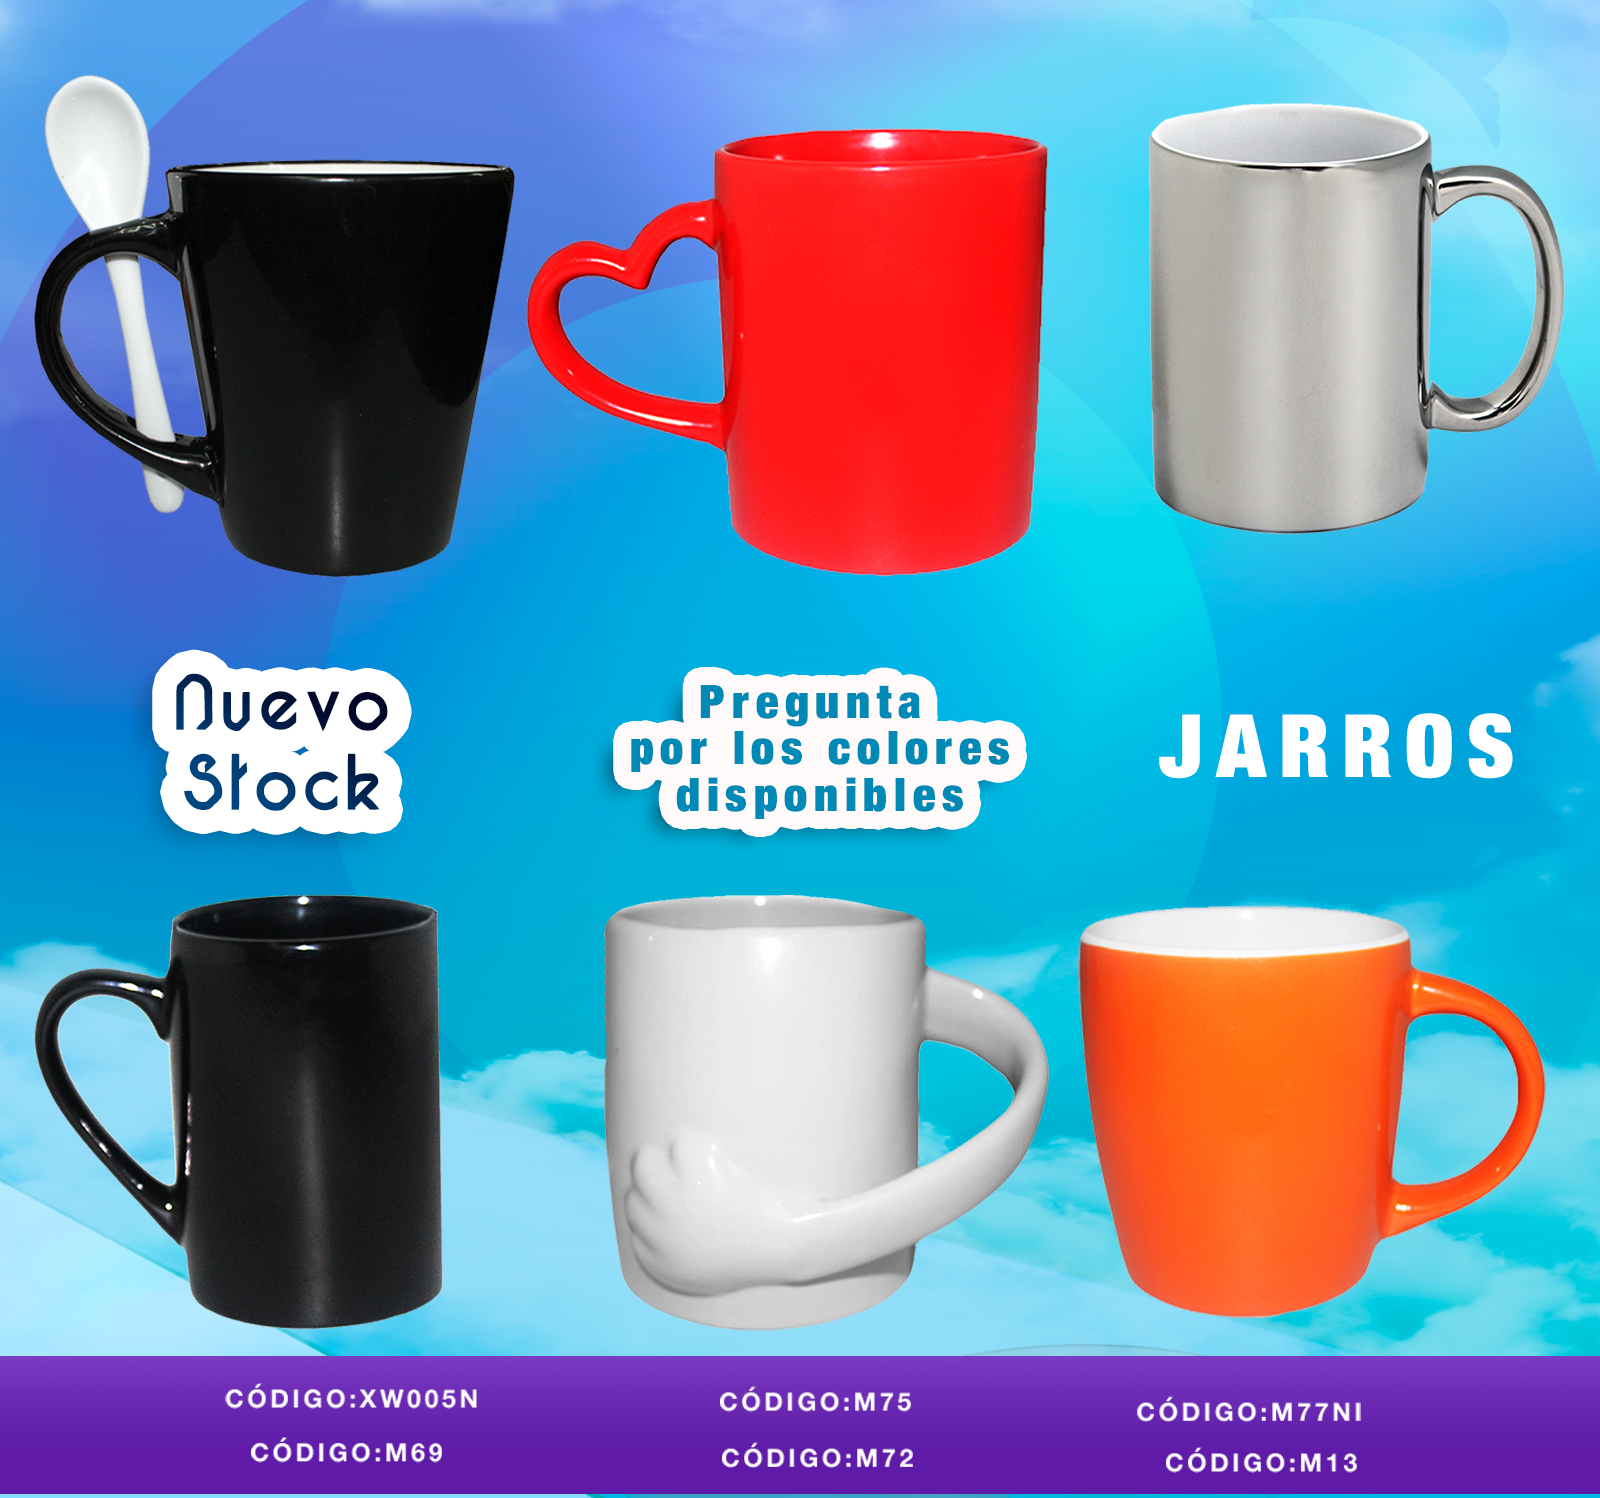 Nuevo
Stock
Pregunta
por los colores
disponibles
JARROS
CÓDIGO:XW005N
CÓDIGO:M75
CÓDIGO:M77NI
CÓDIGO:M69
CÓDIGO:M72
CÓDIGO:M13